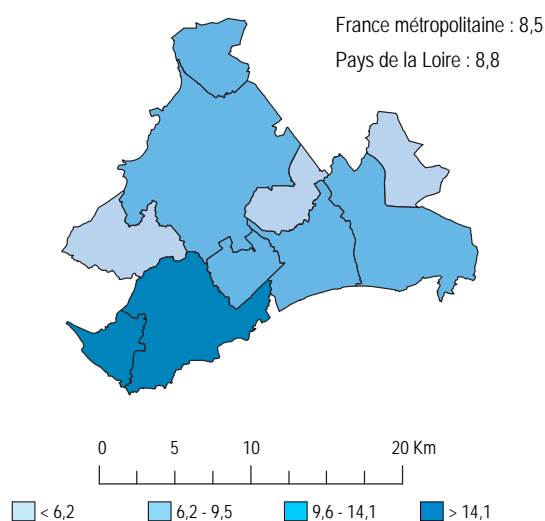 France métropolitaine : 8,5
Pays de la Loire : 8,8
0 5 10 20 Km
< 6,2 6,2 - 9,5 9,6 - 14,1 > 14,1